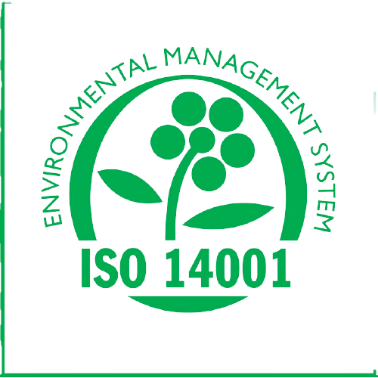 ENVIRONMENTAL MANAGEMENT SYSTEM
ISO 14001